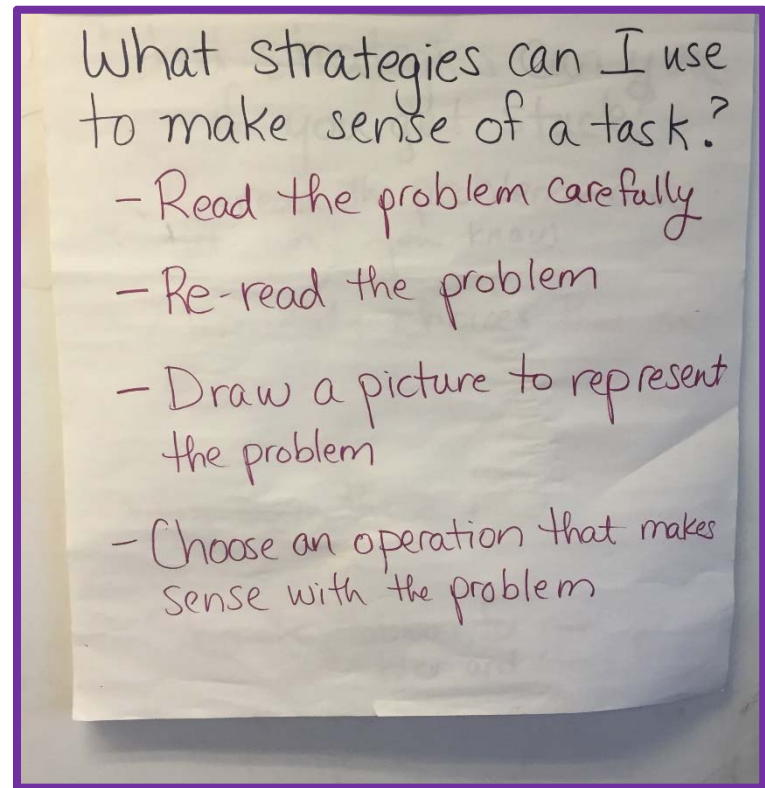 What strategies can I use
to make sense of a task?
- Read the problem carefully
- Re-read the problem
- Draw a picture to represent
the problem
- Choose an operation that makes
sense with the problem